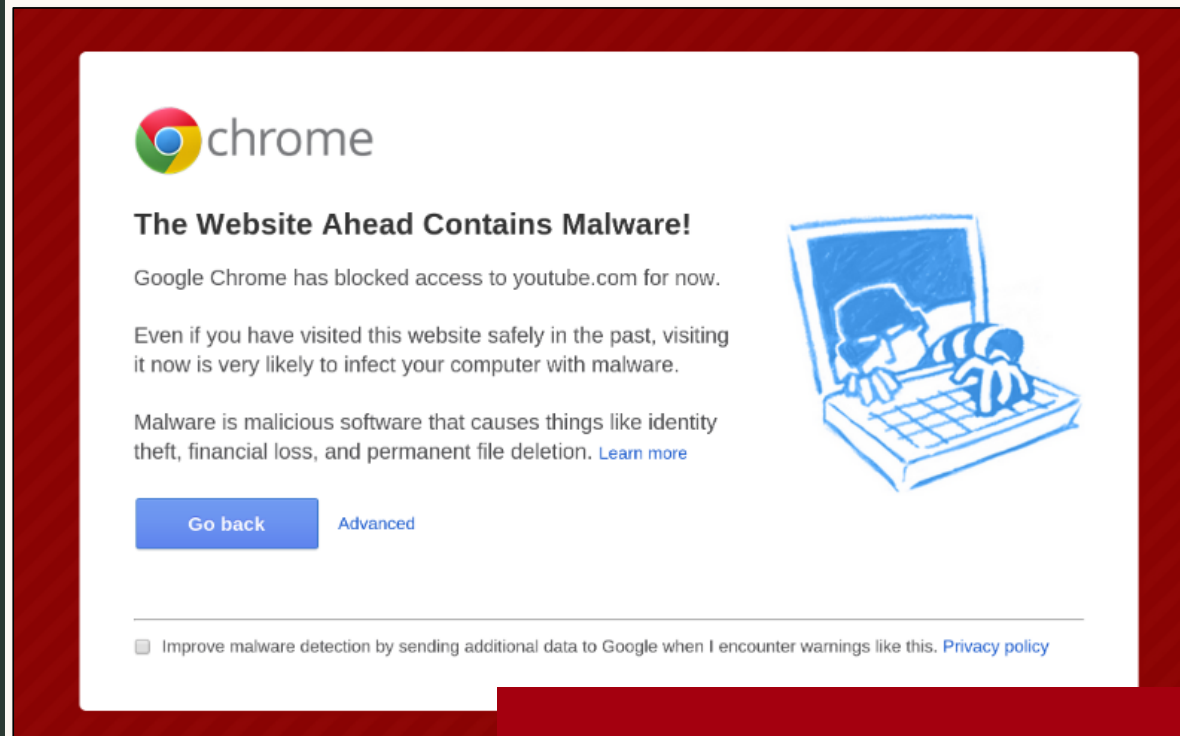 chrome
The Website Ahead Contains Malware!
Google Chrome has blocked access to youtube.com for now.
Even if you have visited this website safely in the past, visiting
it now is very likely to infect your computer with malware.
Malware is malicious software that causes things like identity
theft, financial loss, and permanent file deletion. Learn more
Go back Advanced
Improve malware detection by sending additional data to Google when I encounter warnings like this. Privacy policy